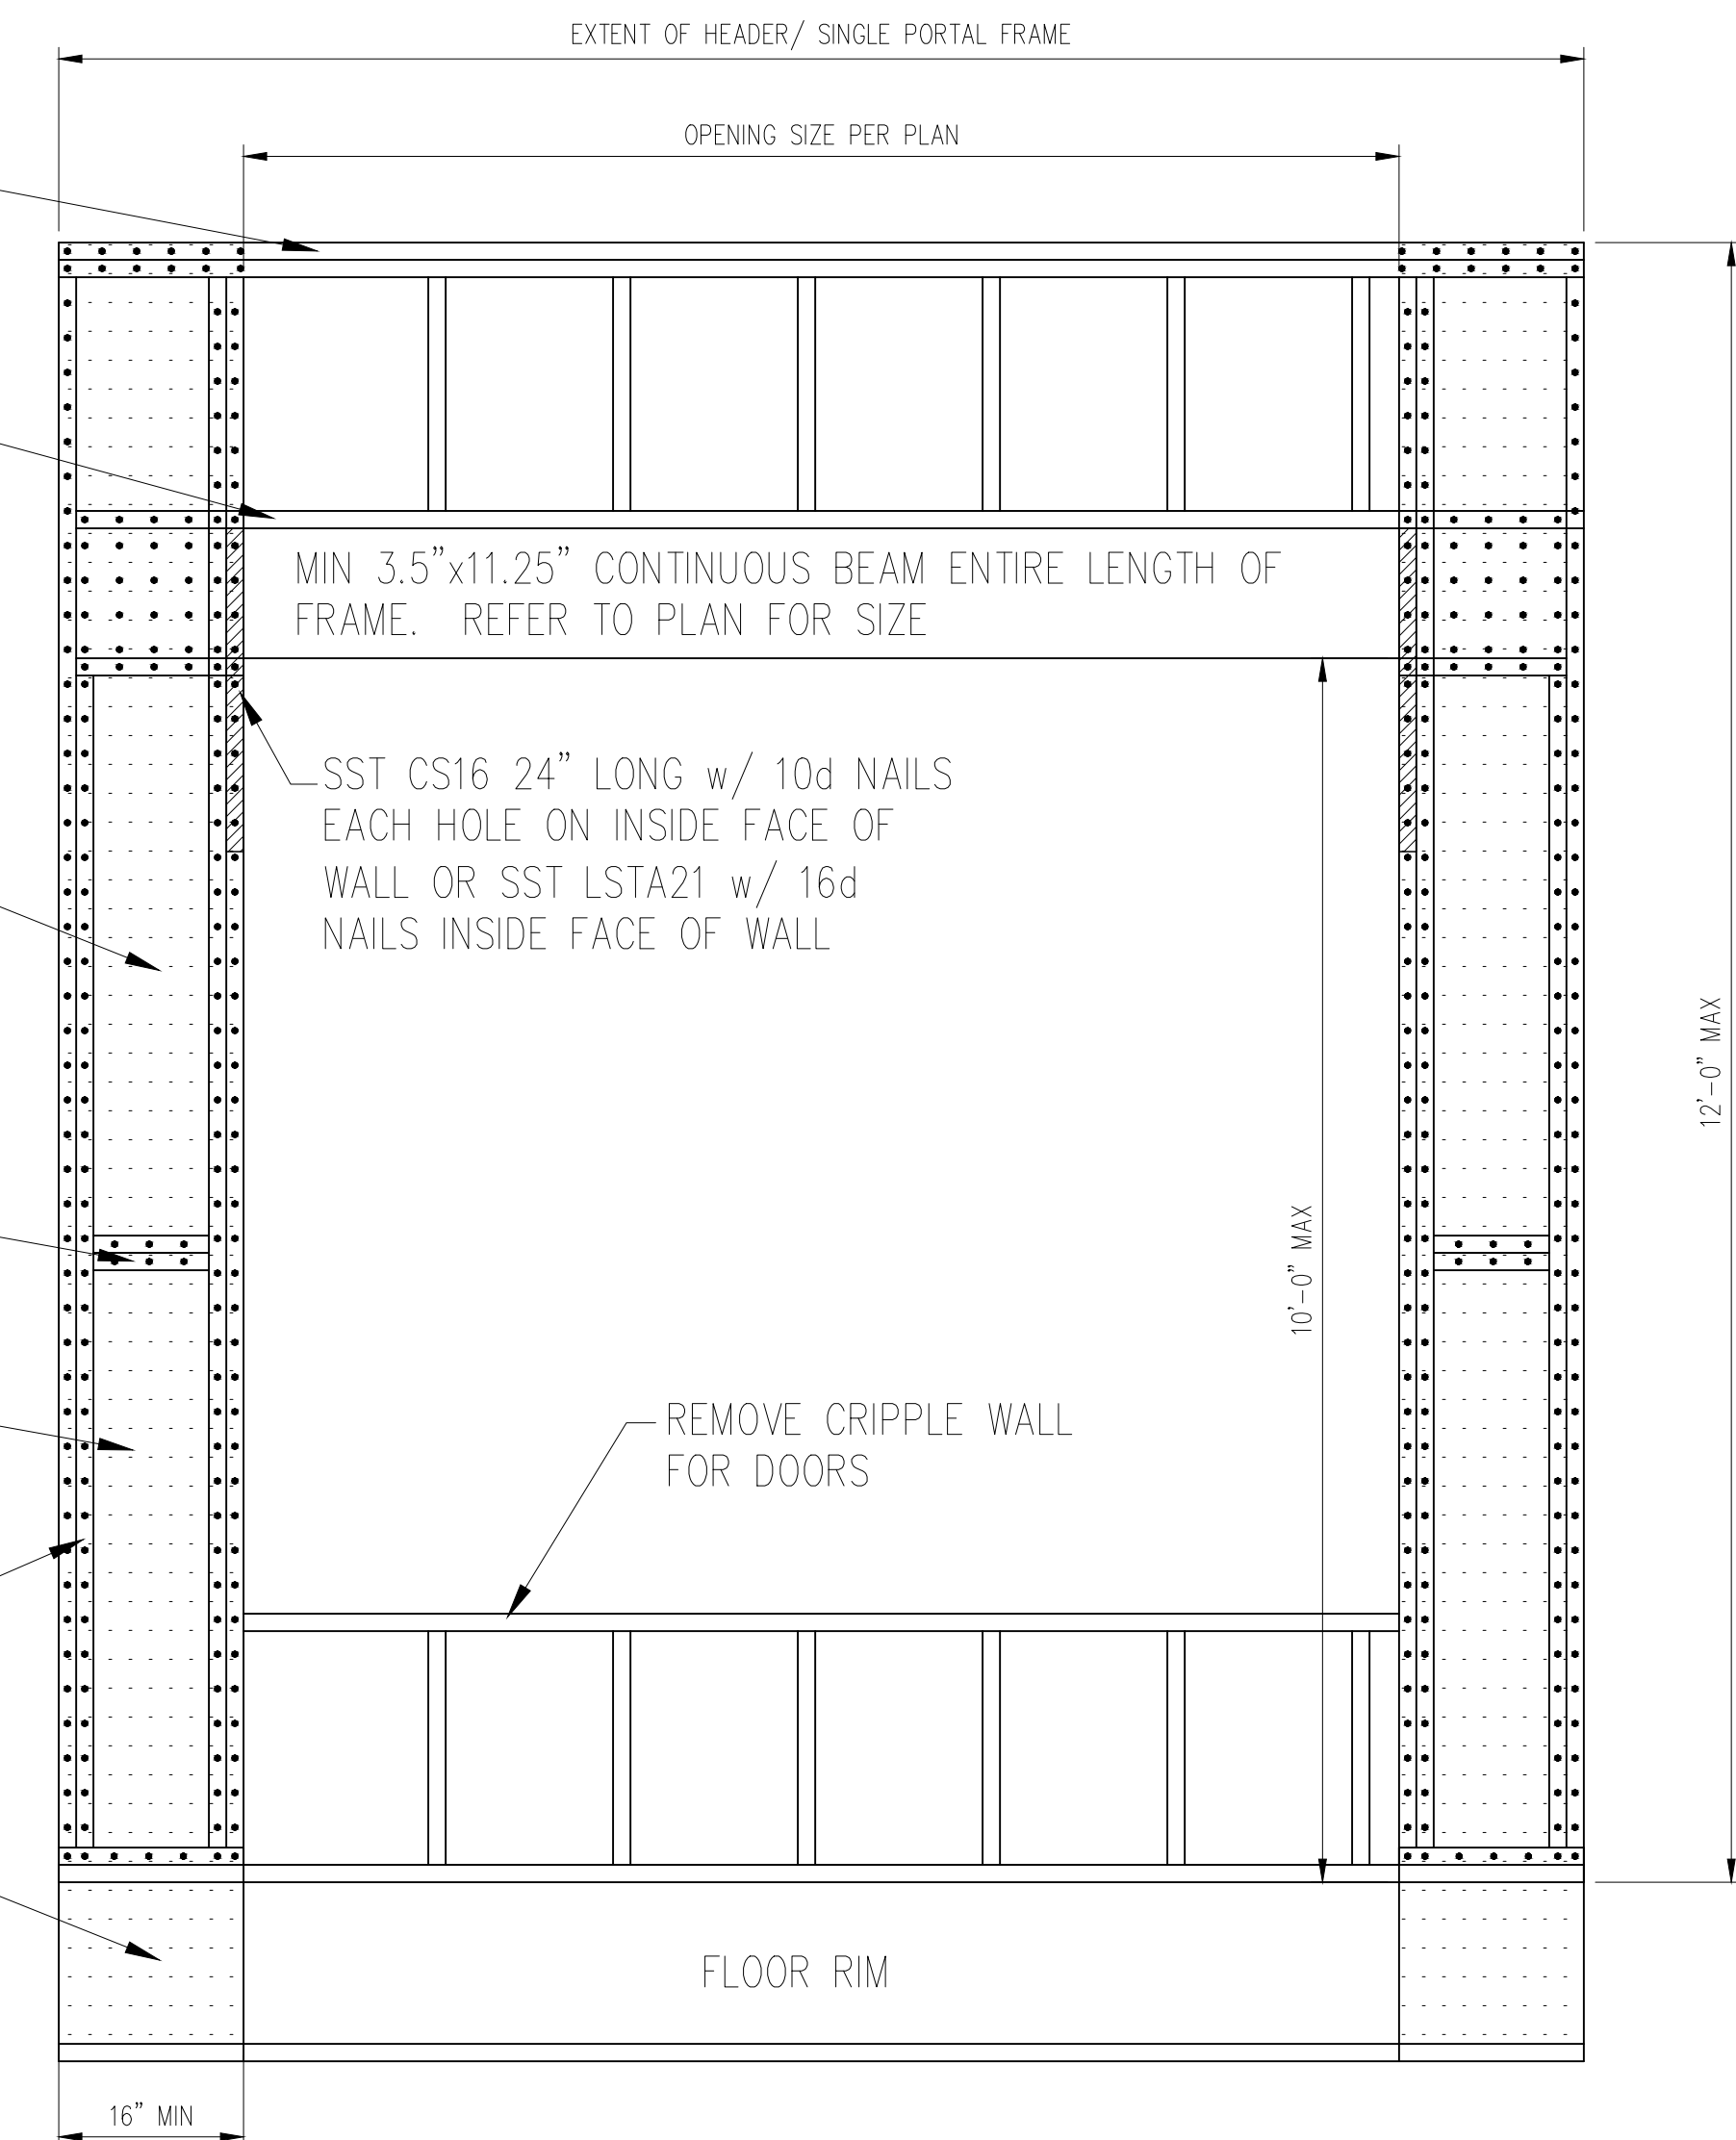 EXTENT OF HEADER/ SINGLE PORTAL FRAME
OPENING SIZE PER PLAN
MIN 3.5"x11.25" CONTINUOUS BEAM ENTIRE LENGTH OF
FRAME. REFER TO PLAN FOR SIZE
SST CS16 24" LONG w/ 10d NAILS
EACH HOLE ON INSIDE FACE OF
WALL OR SST LSTA21 w/ 16d
NAILS INSIDE FACE OF WALL
12'-0" MAX
10'-0" MAX
REMOVE CRIPPLE WALL
FOR DOORS
FLOOR RIM
16" MIN